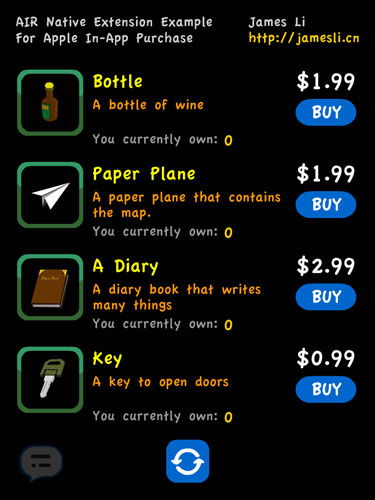 AIR Native Extension Example
For Apple In-App Purchase
James Li
http://jamesli.cn
Bottle
A bottle of wine
You currently own: 0
$1.99
BUY
Paper Plane
A paper plane that contains
the map.
You currently own: 0
$1.99
BUY
A Diary
A diary book that writes
many things
You currently own: 0
$2.99
BUY
Key
A key to open doors
You currently own: 0
$0.99
BUY